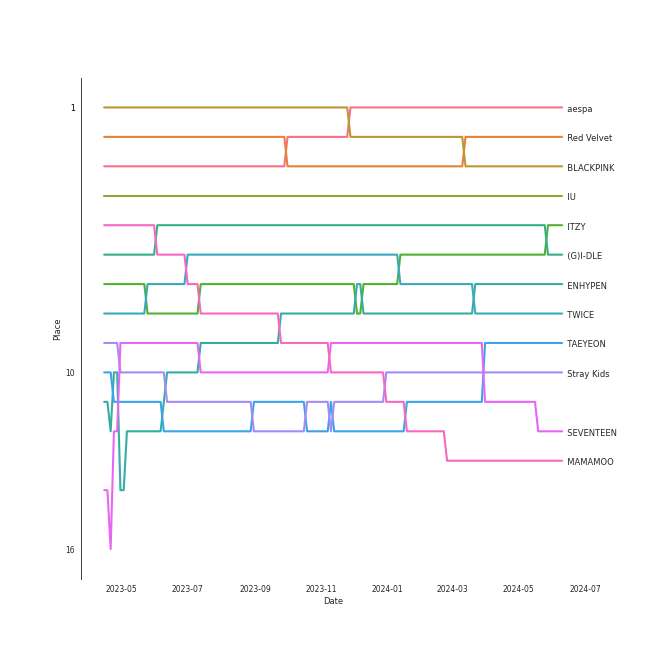 1
10
16
Place
aespa
Red Velvet
BLACKPINK
IU
ITZY
(G)I-DLE
ENHYPEN
TWICE
TAEYEON
Stray Kids
SEVENTEEN
MAMAMOO
2023-05
2023-07
2023-09
2023-11
2024-01
2024-03
2024-05
2024-07
Date